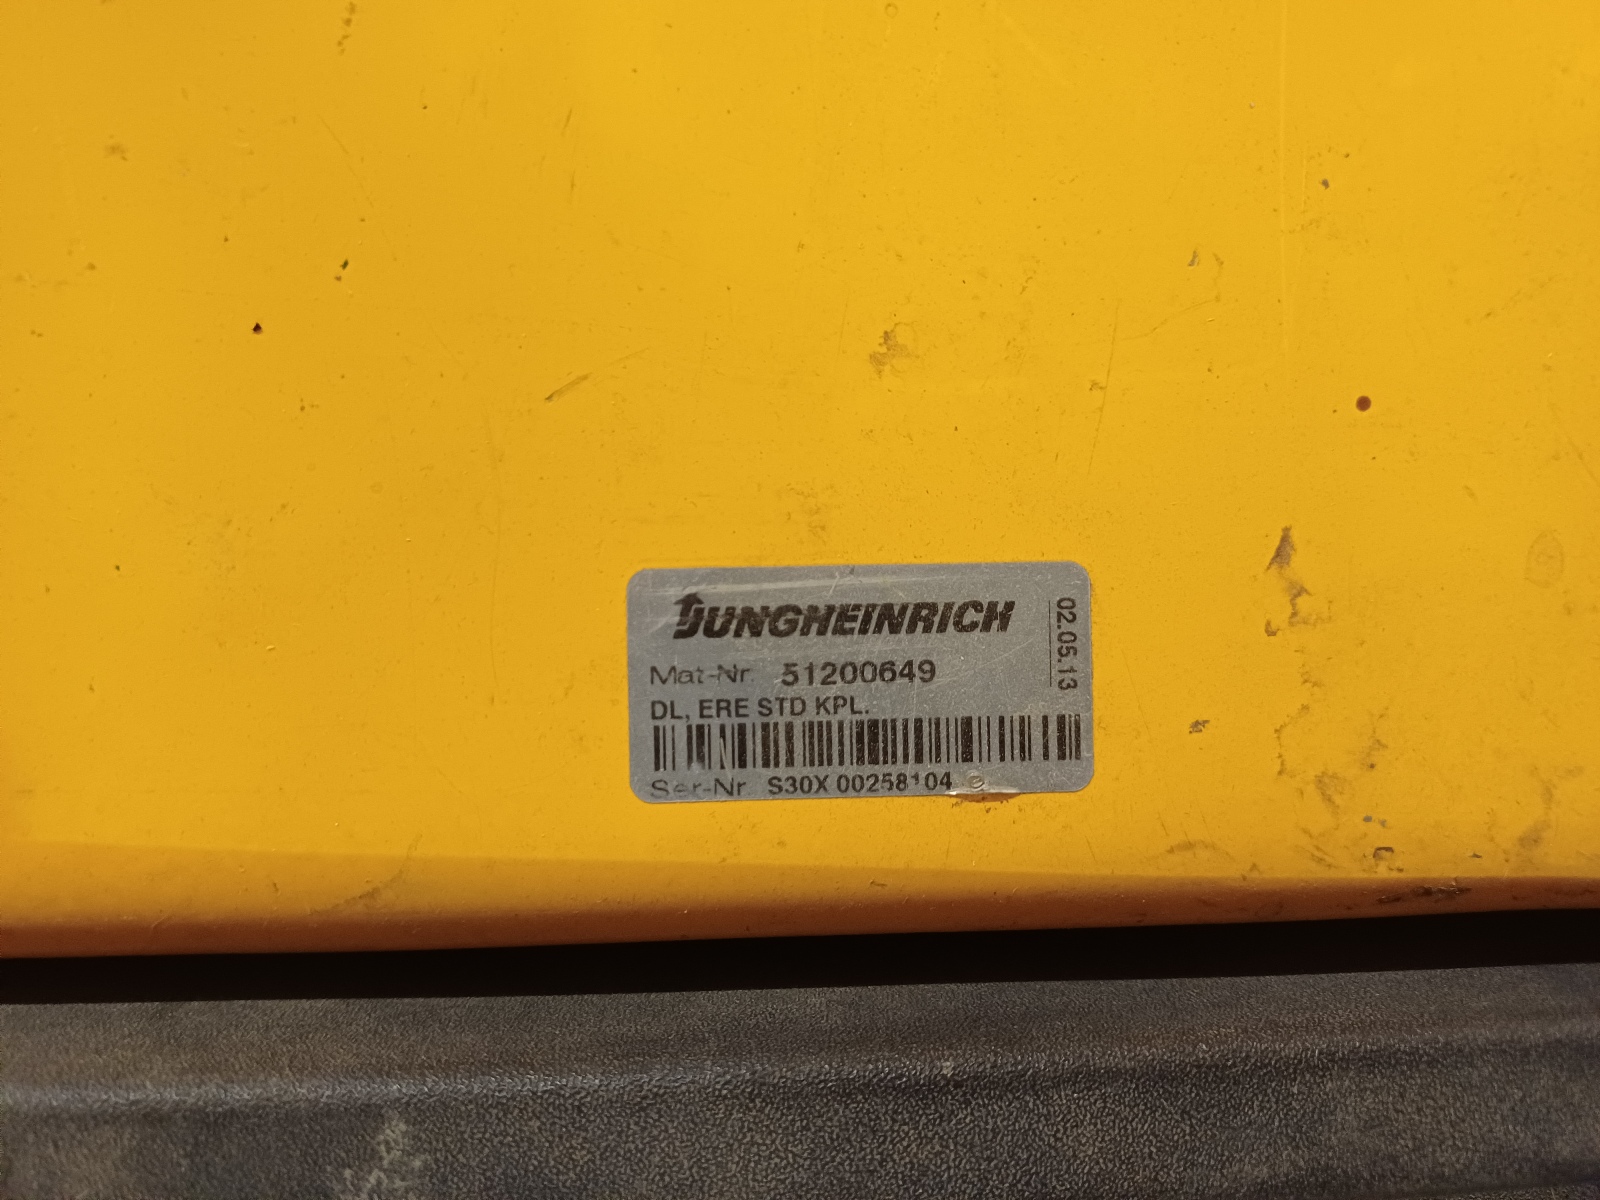 JUNGHEINRICH
Mat-Nr. 51200649
DL, ERE STD KPL.
Ser-Nr S30X 00258104
02.05.13